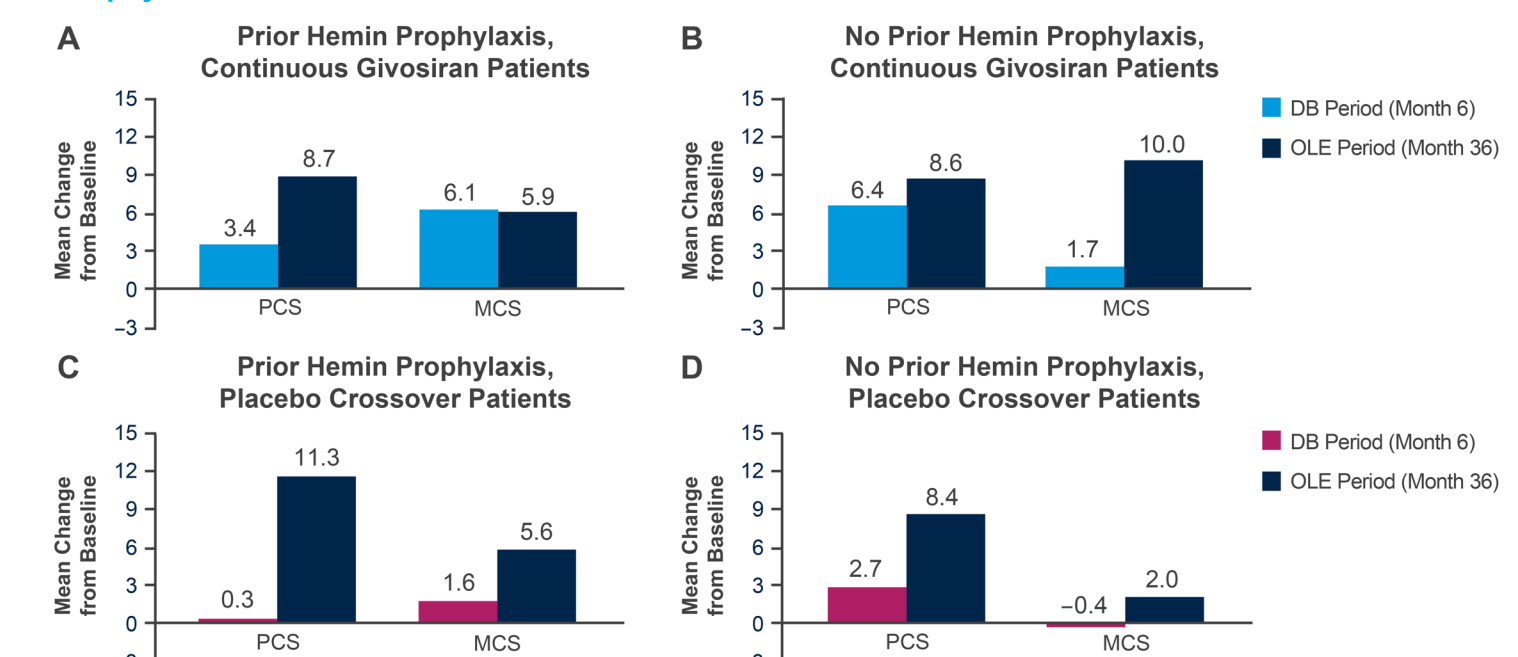 A
Prior Hemin Prophylaxis,
Continuous Givosiran Patients
Mean Change
from Baseline
15
12
9
6
3
0
−3
3.4
8.7
6.1
5.9
PCS
MCS
B
No Prior Hemin Prophylaxis,
Continuous Givosiran Patients
Mean Change
from Baseline
15
12
9
6
3
0
−3
6.4
8.6
1.7
10.0
PCS
MCS
DB Period (Month 6)
OLE Period (Month 36)
C
Prior Hemin Prophylaxis,
Placebo Crossover Patients
Mean Change
from Baseline
15
12
9
6
3
0
0.3
11.3
1.6
5.6
PCS
MCS
D
No Prior Hemin Prophylaxis,
Placebo Crossover Patients
Mean Change
from Baseline
15
12
9
6
3
0
2.7
8.4
−0.4
2.0
PCS
MCS
DB Period (Month 6)
OLE Period (Month 36)